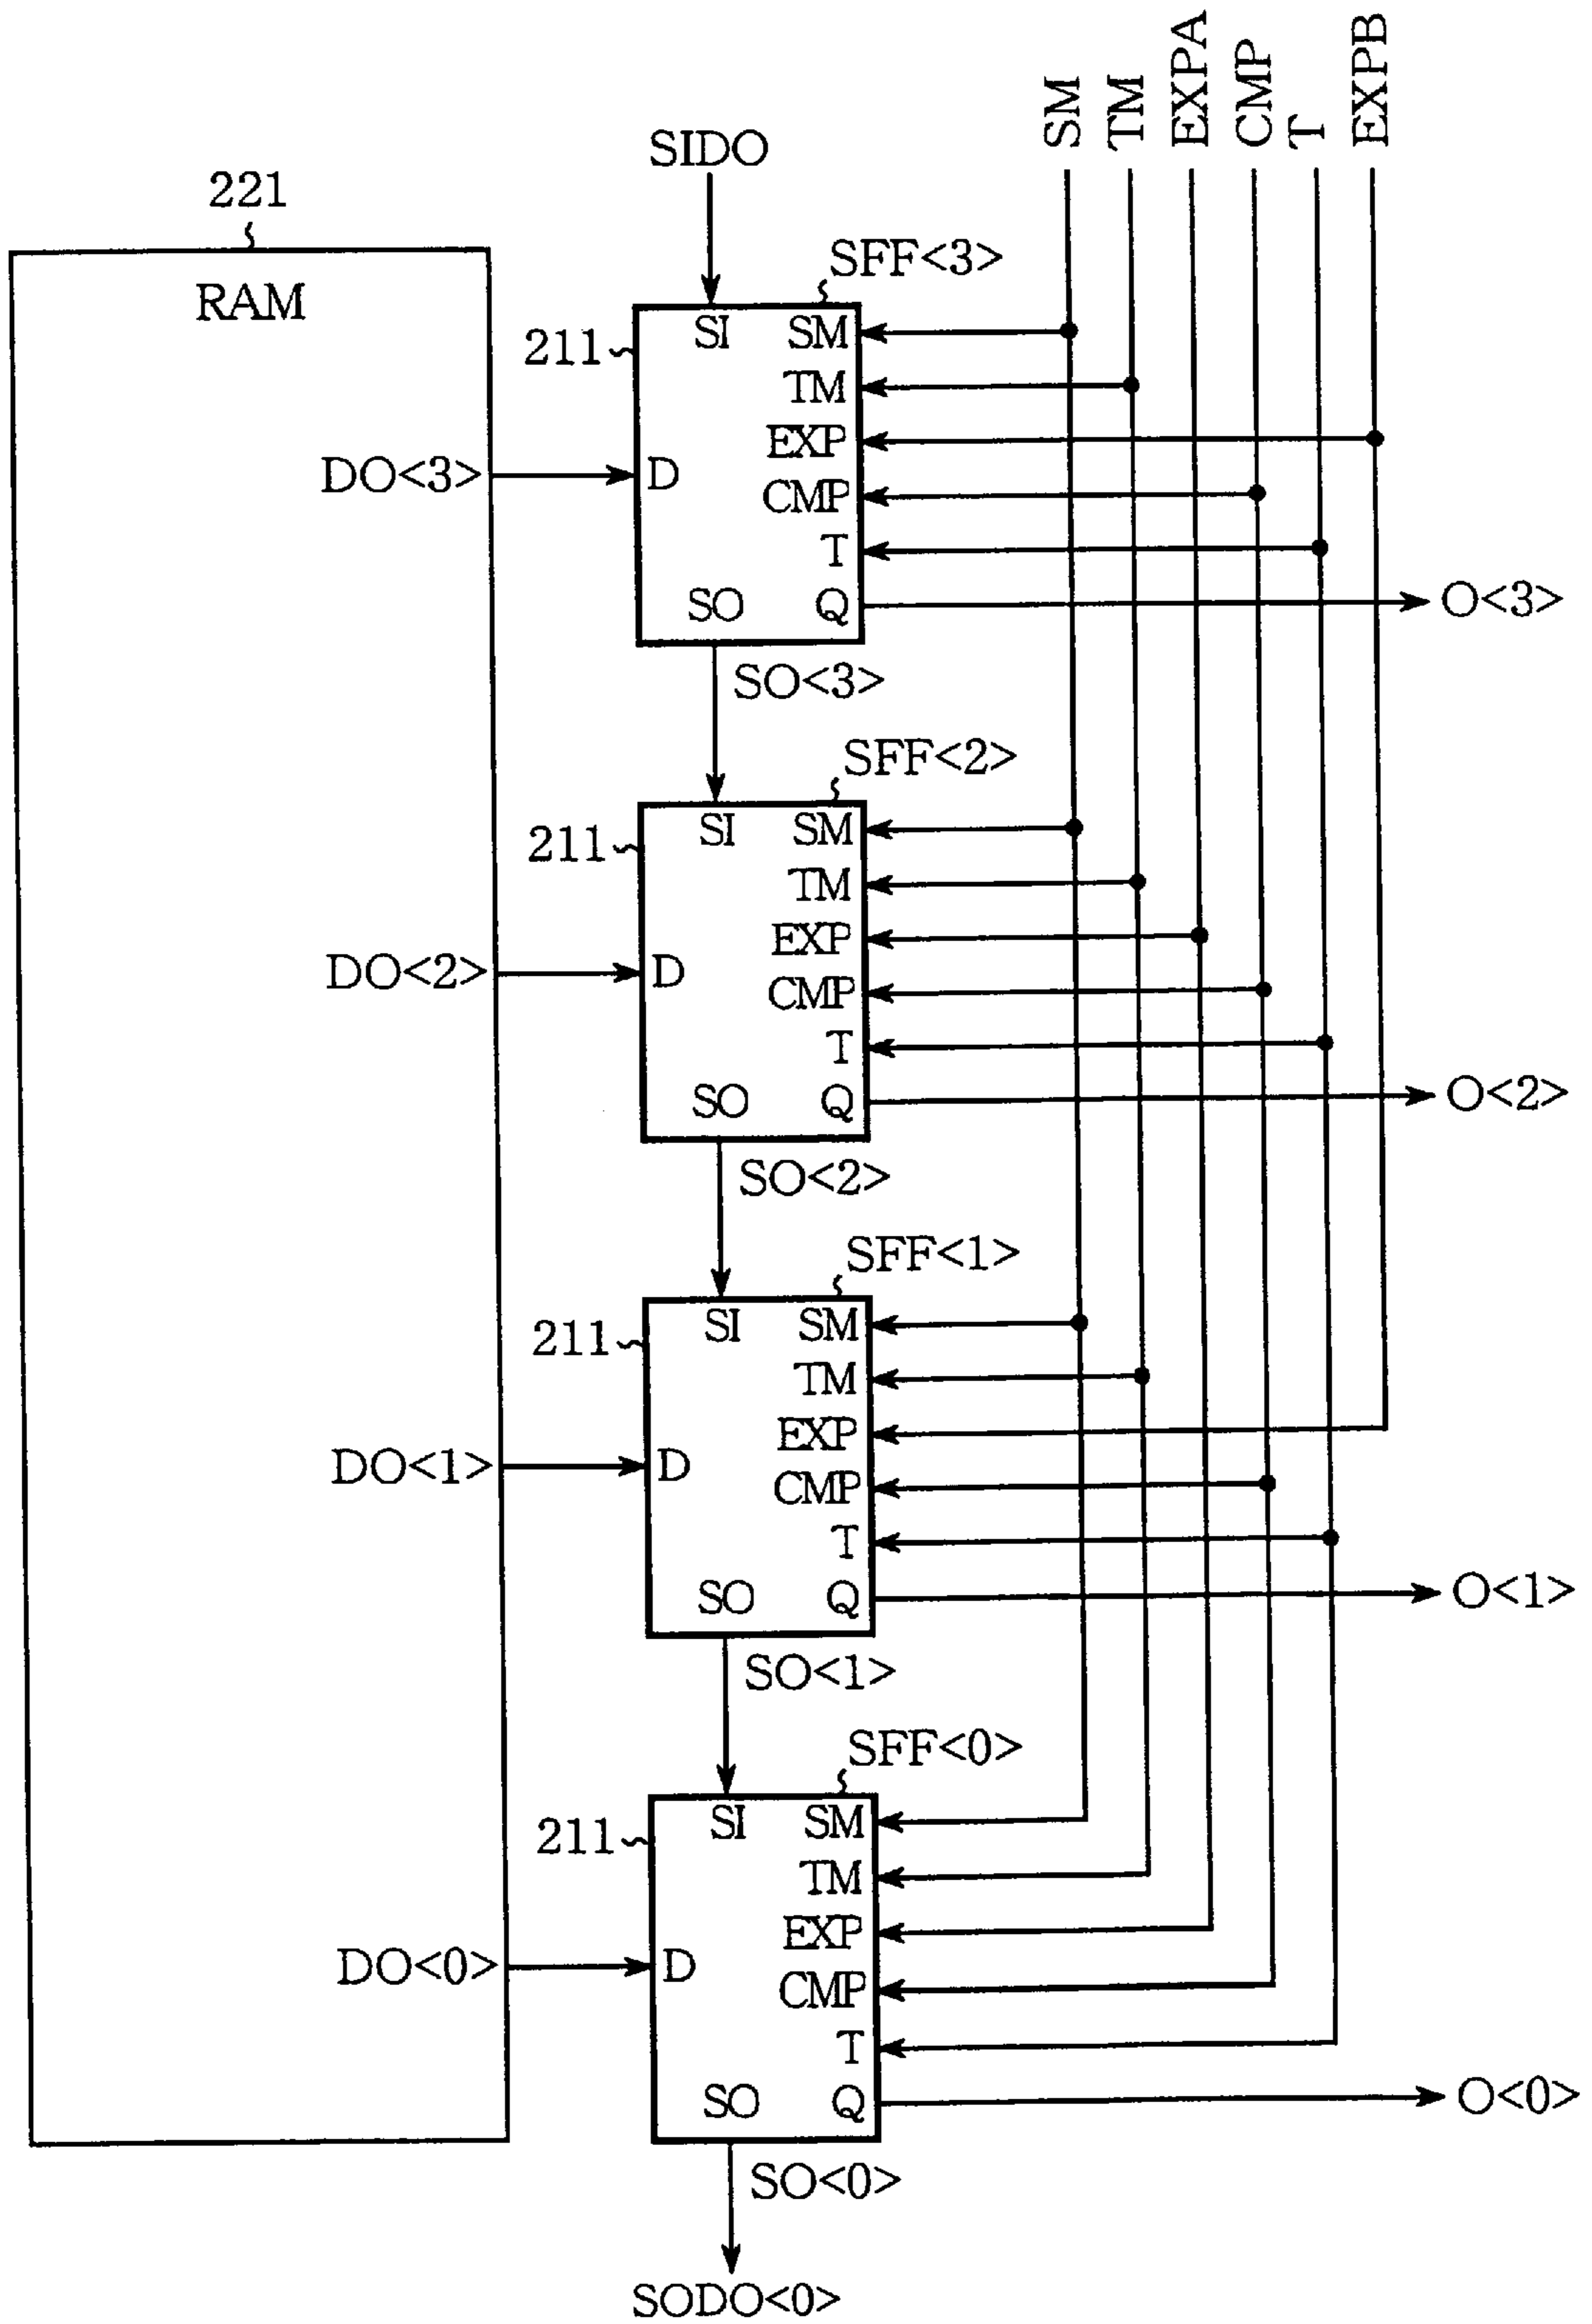 SM
TM
EXPA
CMP
T
EXPB
SIDO
221
RAM
SFF<3>
211
SI
SM
TM
EXP
DO<3>
D
CMP
T
SO
Q
O<3>
SO<3>
SFF<2>
211
SI
SM
TM
EXP
DO<2>
D
CMP
T
SO
Q
O<2>
SO<2>
SFF<1>
211
SI
SM
TM
EXP
DO<1>
D
CMP
T
SO
Q
O<1>
SO<1>
SFF<0>
211
SI
SM
TM
EXP
DO<0>
D
CMP
T
SO
Q
O<0>
SO<0>
SODO<0>